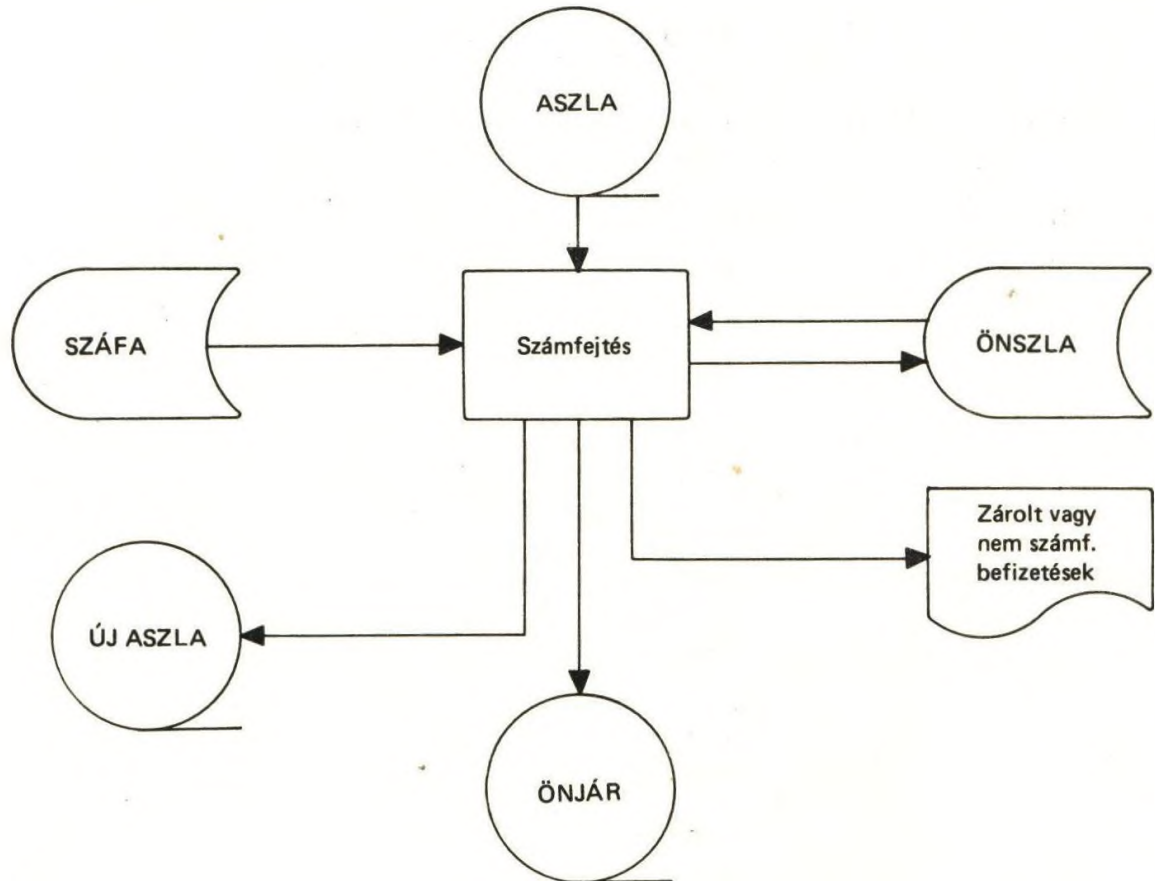 ASZLA
SZÁFA
Számfejtés
ÖNSZLA
Zárolt vagy
nem számf.
befizetések
ÚJ ASZLA
ÖNJÁR